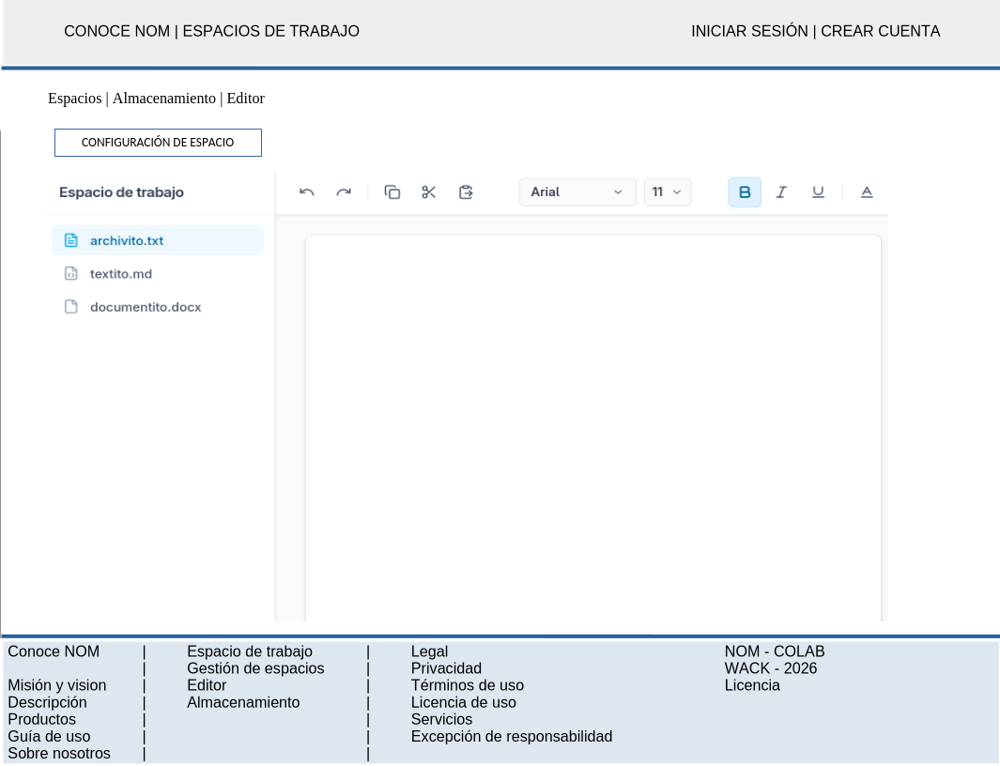 CONOCE NOM | ESPACIOS DE TRABAJO INICIAR SESIÓN | CREAR CUENTA
Espacios | Almacenamiento | Editor
CONFIGURACIÓN DE ESPACIO
Espacio de trabajo
Arial 11 B I U A
archivito.txt
textito.md
documentito.docx
Conoce NOM | Espacio de trabajo | Legal NOM - COLAB
| Gestión de espacios | Privacidad WACK - 2026
Misión y vision | Editor | Términos de uso Licencia
Descripción | Almacenamiento | Licencia de uso
Productos | | Servicios
Guía de uso | | Excepción de responsabilidad
Sobre nosotros | |